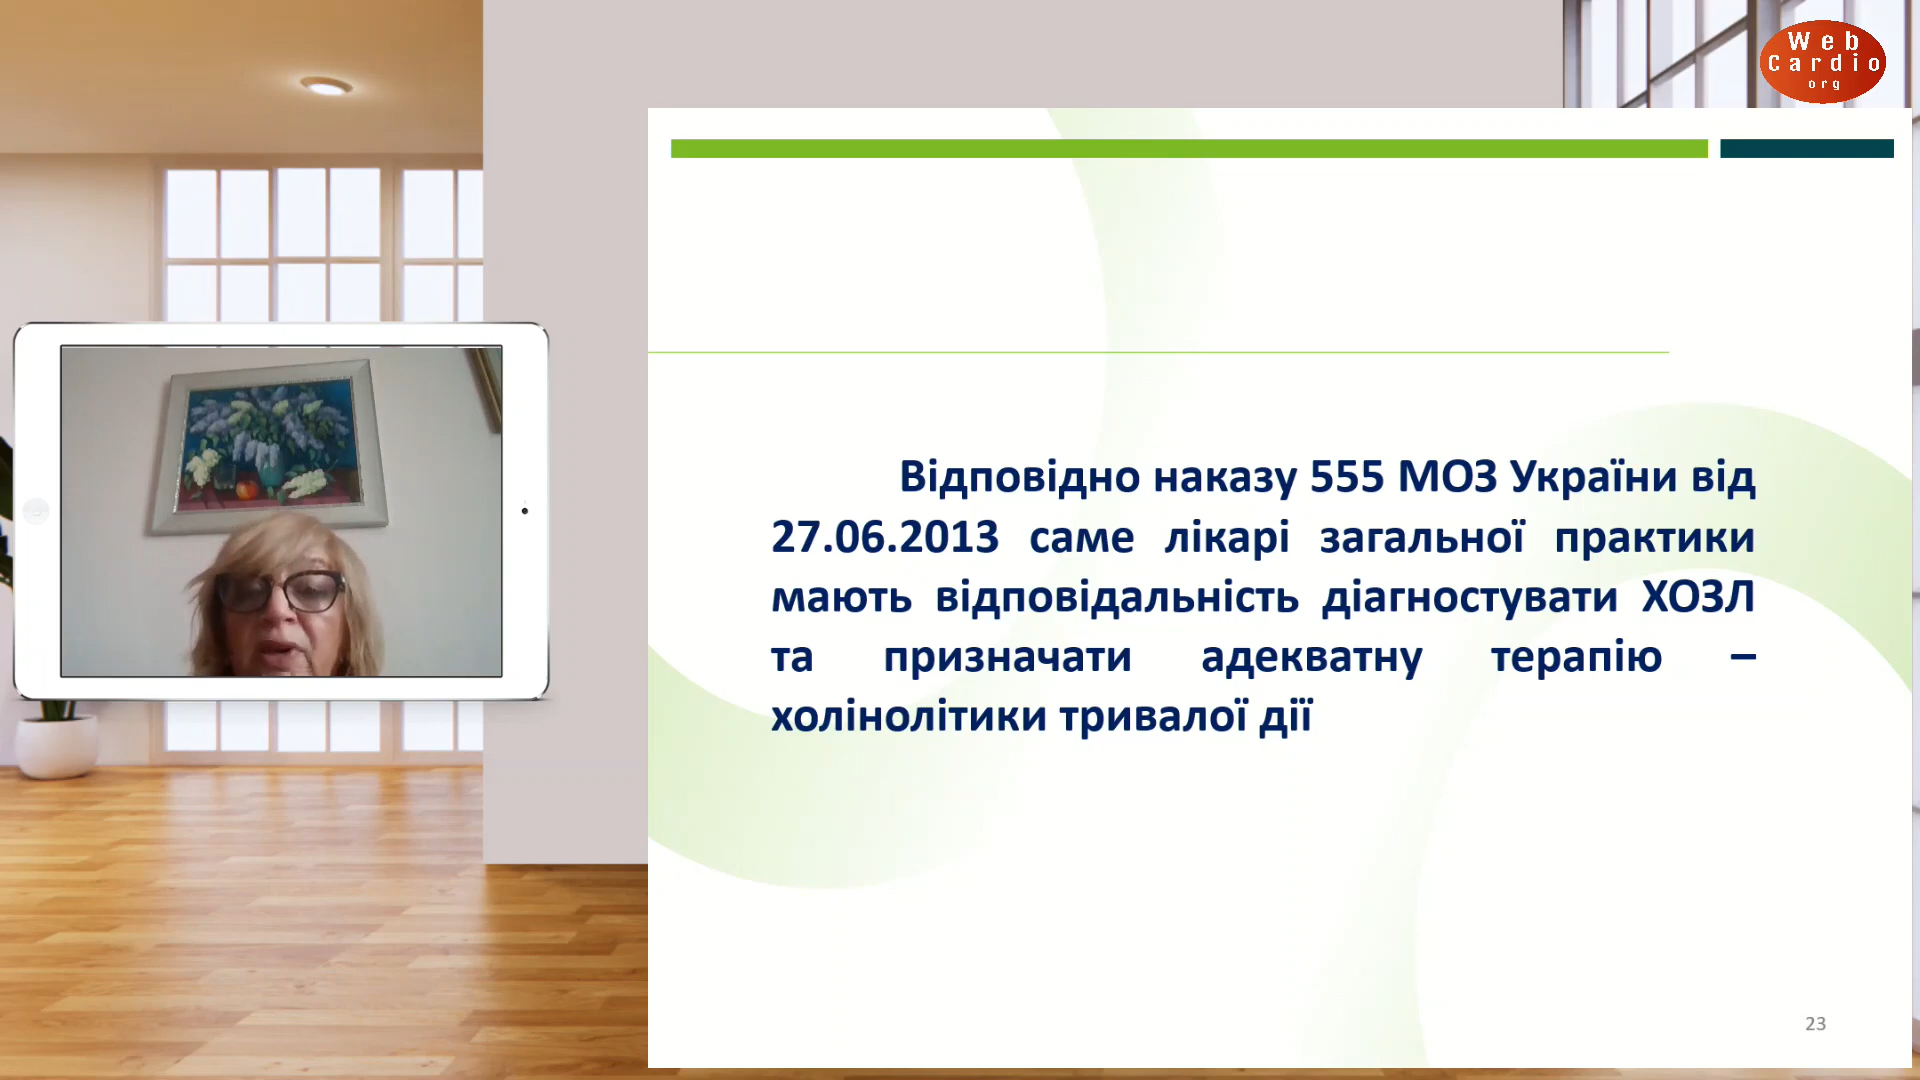 Web
Cardio
org
Відповідно наказу 555 МОЗ України від
27.06.2013 саме лікарі загальної практики
мають відповідальність діагностувати ХОЗЛ
та призначати адекватну терапію –
холінолітики тривалої дії
23